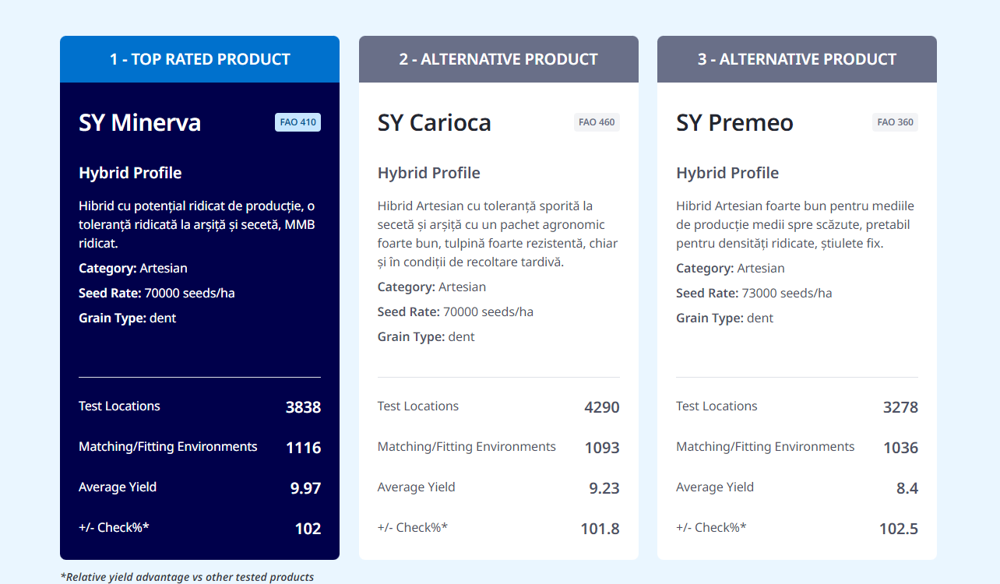 1 - TOP RATED PRODUCT
SY Minerva
FAO 410
Hybrid Profile
Hibrid cu potențial ridicat de producție, o
toleranță ridicată la arșiță și secetă, MMB
ridicat.
Category: Artesian
Seed Rate: 70000 seeds/ha
Grain Type: dent
Test Locations 3838
Matching/Fitting Environments 1116
Average Yield 9.97
+/- Check%* 102
2 - ALTERNATIVE PRODUCT
SY Carioca
FAO 460
Hybrid Profile
Hibrid Artesian cu toleranță sporită la
secetă și arșiță cu un pachet agronomic
foarte bun, tulpină foarte rezistentă, chiar
și în condiții de recoltare tardivă.
Category: Artesian
Seed Rate: 70000 seeds/ha
Grain Type: dent
Test Locations 4290
Matching/Fitting Environments 1093
Average Yield 9.23
+/- Check%* 101.8
3 - ALTERNATIVE PRODUCT
SY Premeo
FAO 360
Hybrid Profile
Hibrid Artesian foarte bun pentru mediile
de producție medii spre scăzute, pretabil
pentru densități ridicate, știulete fix.
Category: Artesian
Seed Rate: 73000 seeds/ha
Grain Type: dent
Test Locations 3278
Matching/Fitting Environments 1036
Average Yield 8.4
+/- Check%* 102.5
*Relative yield advantage vs other tested products